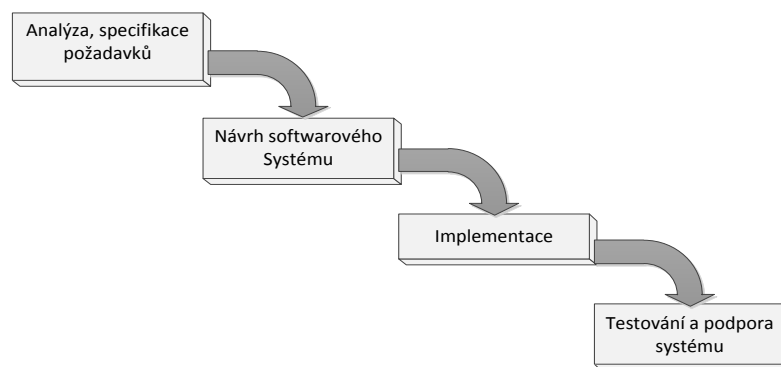 Analýza, specifikace
požadavků
Návrh softwarového
Systému
Implementace
Testování a podpora
systému